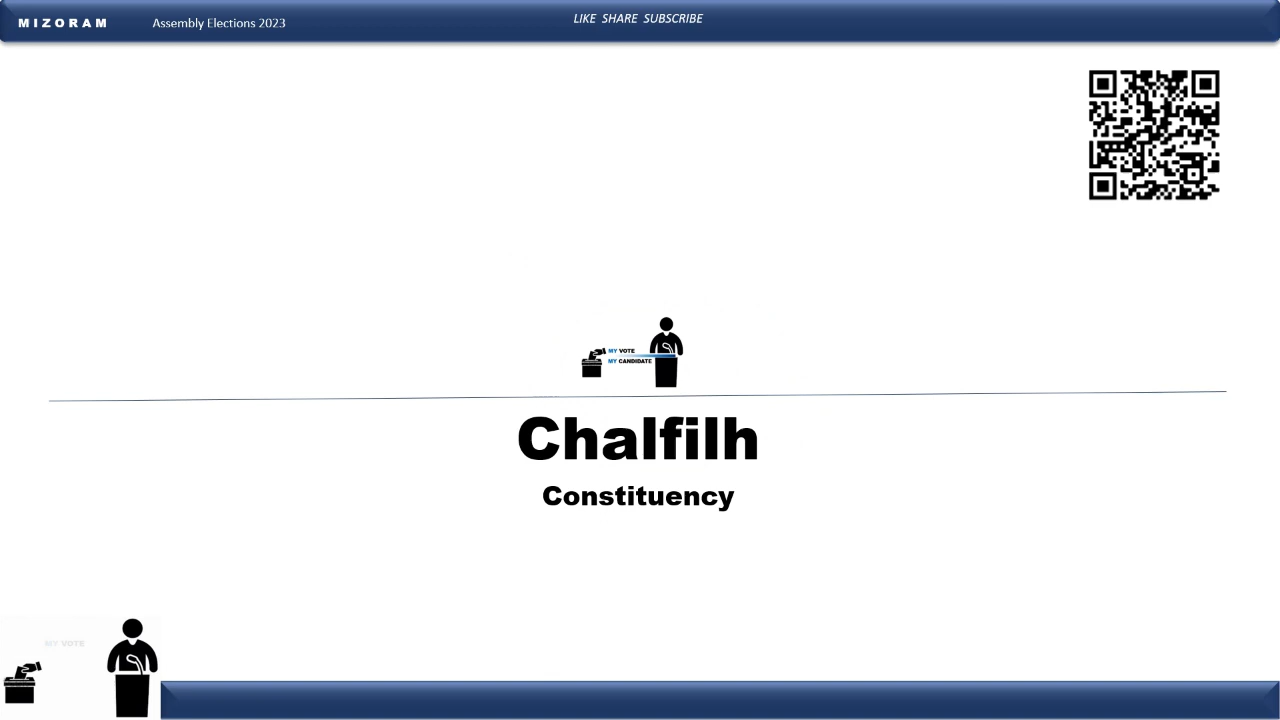 MIZORAM Assembly Elections 2023 LIKE SHARE SUBSCRIBE
MY VOTE
MY CANDIDATE
Chalfilh
Constituency
MY VOTE